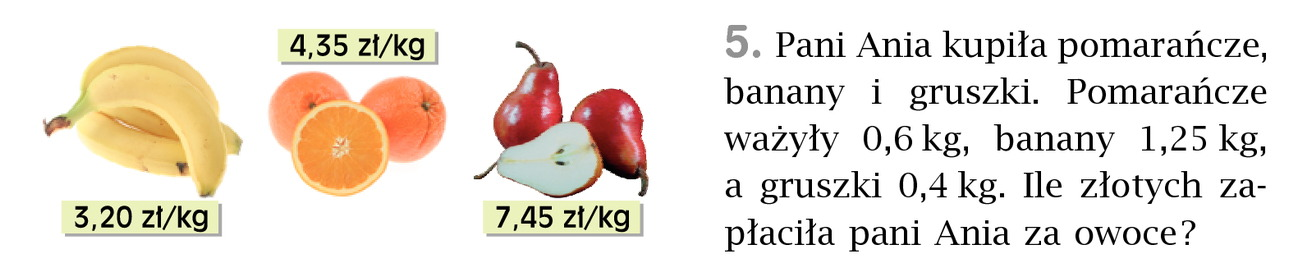 4,35 zł/kg
3,20 zł/kg
7,45 zł/kg
5. Pani Ania kupiła pomarańcze,
banany i gruszki. Pomarańcze
ważyły 0,6 kg, banany 1,25 kg,
a gruszki 0,4 kg. Ile złotych za-
płaciła pani Ania za owoce?